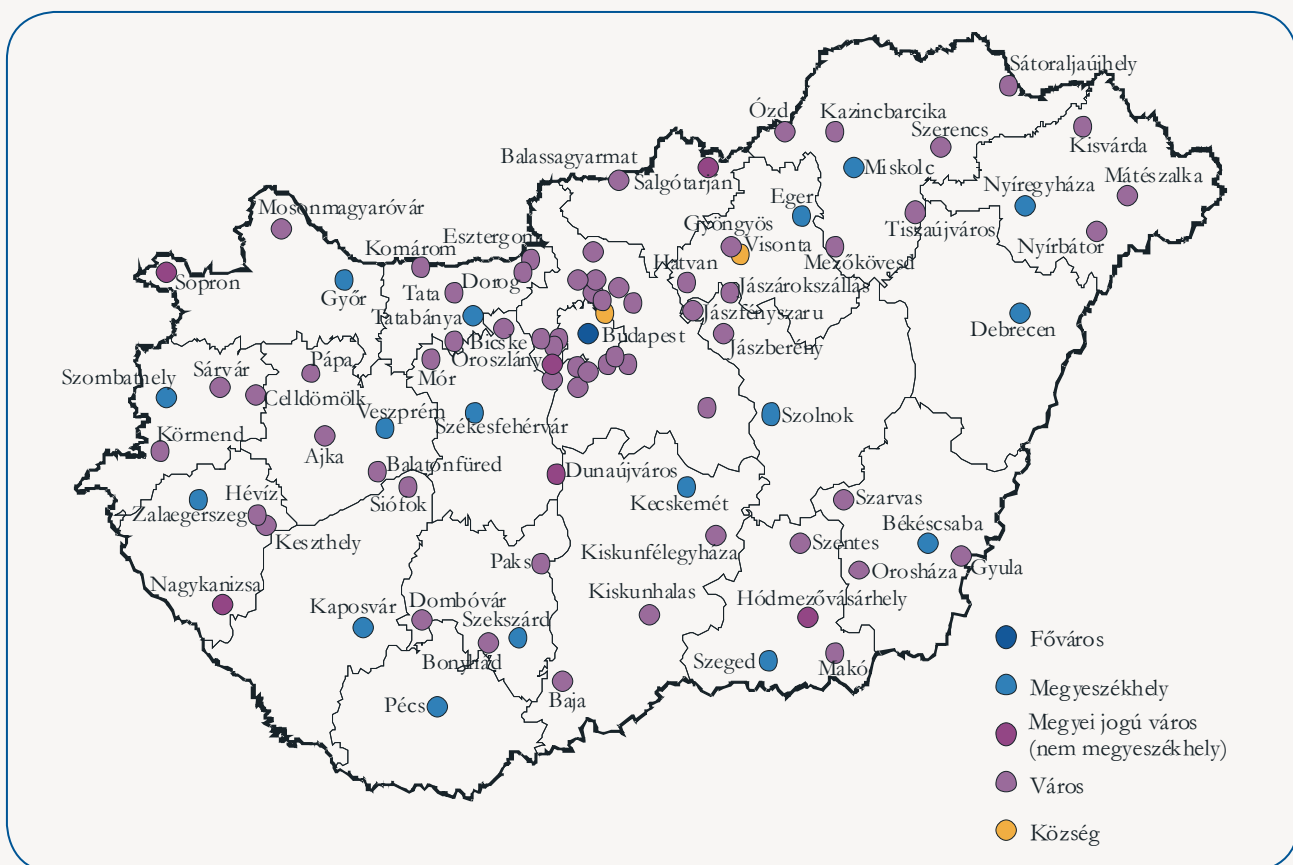 Sátoraljaújhely
Ózd
Kazincbarcika
Szerencs
Kisvárda
Balassagyarmat
Salgótarján
Miskolc
Mátészalka
Nyíregyháza
Eger
Mosonmagyaróvár
Gyöngyös
Visonta
Tiszaújváros
Nyírbátor
Komárom
Esztergom
Hatvan
Mezőkövesd
Sopron
Győr
Tata
Dorog
Jászárokszállás
Tatabánya
Jászfényszaru
Debrecen
Bicske
Budapest
Jászberény
Oroszlány
Pápa
Sárvár
Mór
Szombathely
Celldömölk
Veszprém
Székesfehérvár
Szolnok
Körmend
Ajka
Balatonfüred
Dunaújváros
Siófok
Kecskemét
Hévíz
Szarvas
Zalaegerszeg
Békéscsaba
Keszthely
Kiskunfélegyháza
Szentes
Paks
Orosháza
Gyula
Nagykanizsa
Kiskunhalas
Hódmezővásárhely
Kaposvár
Dombóvár
Szekszárd
Bonyhád
Szeged
Makó
Baja
Pécs
Főváros
Megyeszékhely
Megyei jogú város
(nem megyeszékhely)
Város
Község